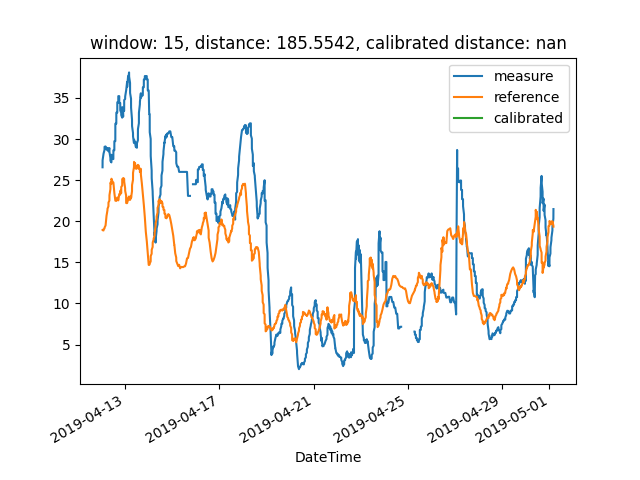 window: 15, distance: 185.5542, calibrated distance: nan
measure
reference
calibrated
35
30
25
20
15
10
5
2019-04-13
2019-04-17
2019-04-21
2019-04-25
2019-04-29
2019-05-01
DateTime